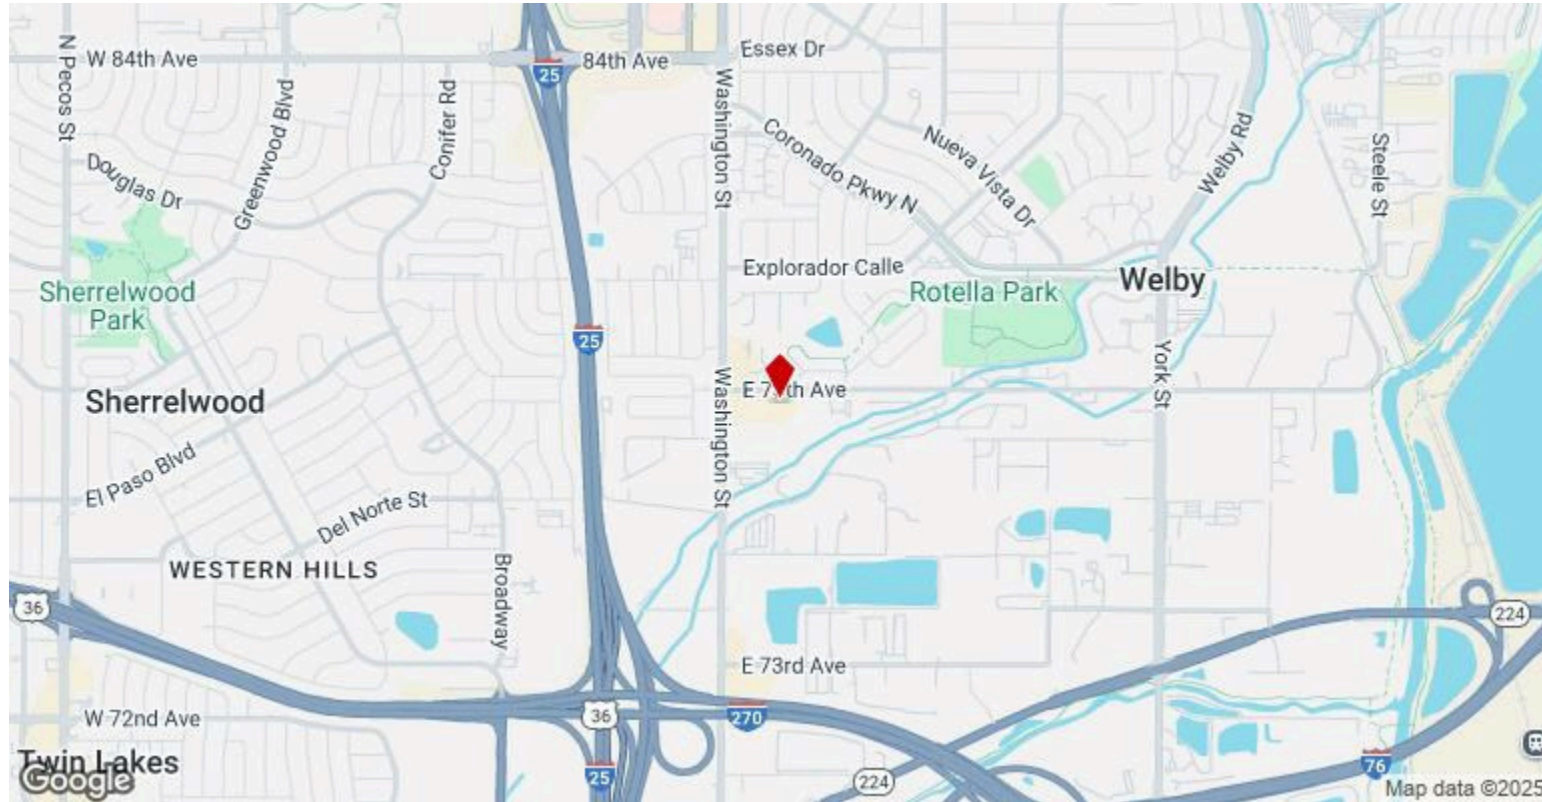 N Pecos St
W 84th Ave
Greenwood Blvd
Conifer Rd
25
84th Ave
Washington St
Essex Dr
Coronado Pkwy N
Nueva Vista Dr
Welby Rd
Steele St
Douglas Dr
Sherrelwood
Park
Explorador Calle
Rotella Park
Welby
25
Washington St
E 7 th Ave
York St
Sherrelwood
El Paso Blvd
Del Norte St
WESTERN HILLS
Broadway
36
224
E 73rd Ave
W 72nd Ave
36
270
Twin Lakes
Google
25
224
76
Map data ©2025